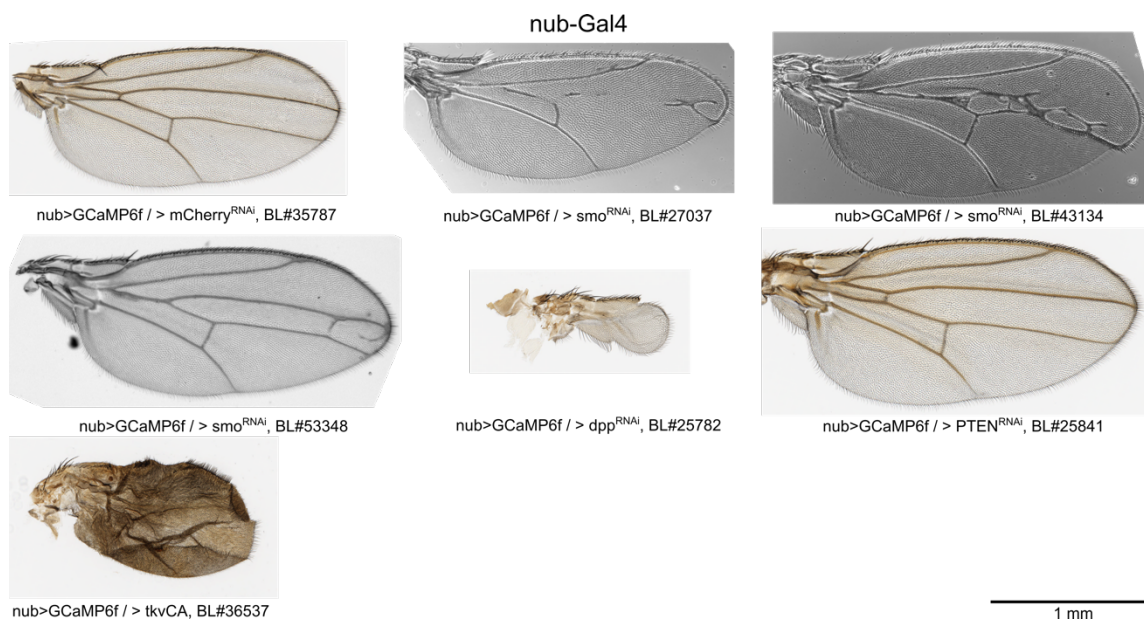 nub-Gal4
nub>GCaMP6f / > mCherryRNAi, BL#35787
nub>GCaMP6f / > smoRNAi, BL#27037
nub>GCaMP6f / > smoRNAi, BL#43134
nub>GCaMP6f / > smoRNAi, BL#53348
nub>GCaMP6f / > dppRNAi, BL#25782
nub>GCaMP6f / > PTENRNAi, BL#25841
nub>GCaMP6f / > tkvCA, BL#36537
1 mm